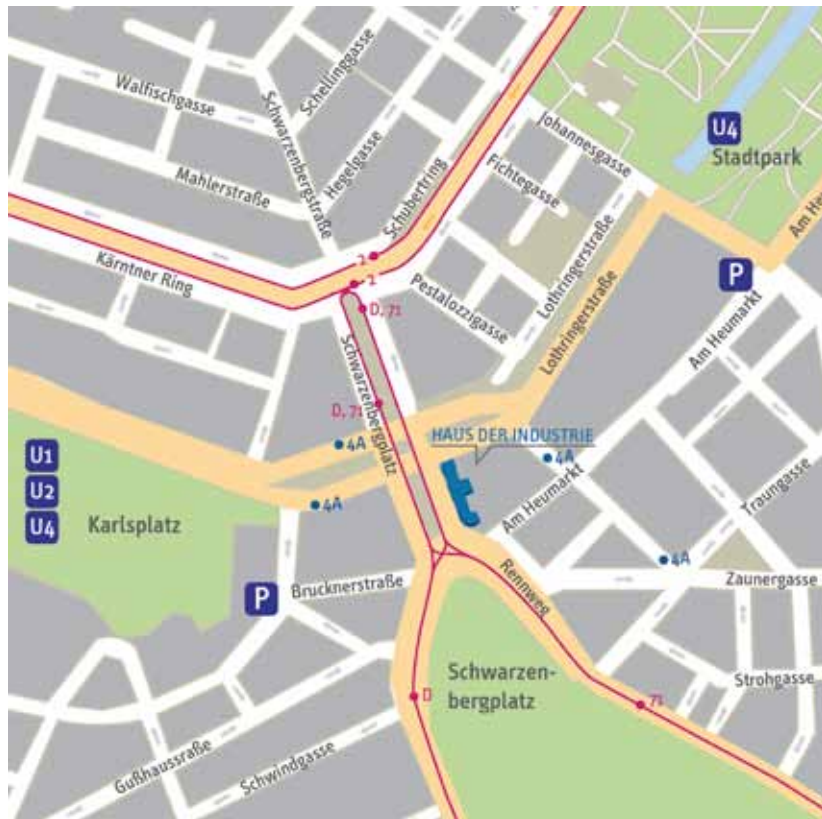 Walfischgasse
Schellinggasse
Schwarzenbergstraße
Hegelgasse
Mahlerstraße
Schubertring
Johannesgasse
Fichtegasse
U4
Stadtpark
Am Heu
Kärntner Ring
2
2
Pestalozzigasse
Lothringerstraße
Lothringerstraße
P
Am Heumarkt
D, 71
Schwarzenbergplatz
D, 71
4A
HAUS DER INDUSTRIE
4A
U1
U2
U4
Karlsplatz
4A
Am Heumarkt
Traungasse
4A
Brucknerstraße
P
Rennweg
Zaunergasse
Schwarzen-
bergplatz
Strohgasse
D
71
Gußhaussraße
Schwindgasse